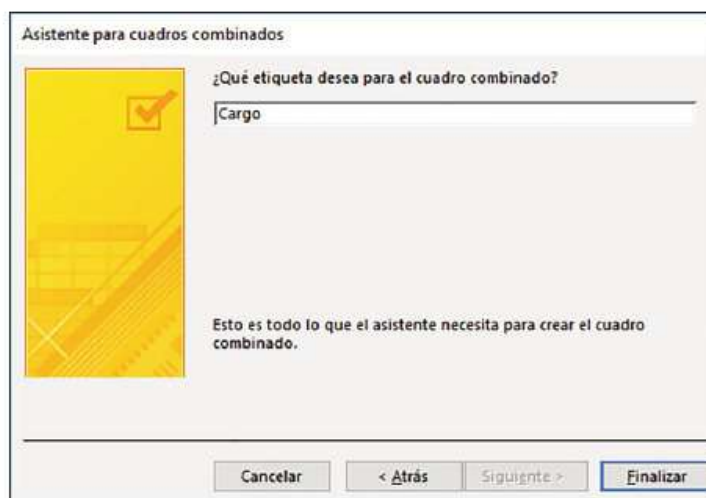 Asistente para cuadros combinados
¿Qué etiqueta desea para el cuadro combinado?
Cargo
Esto es todo lo que el asistente necesita para crear el cuadro
combinado.
Cancelar
< Atrás
Siguiente >
Finalizar